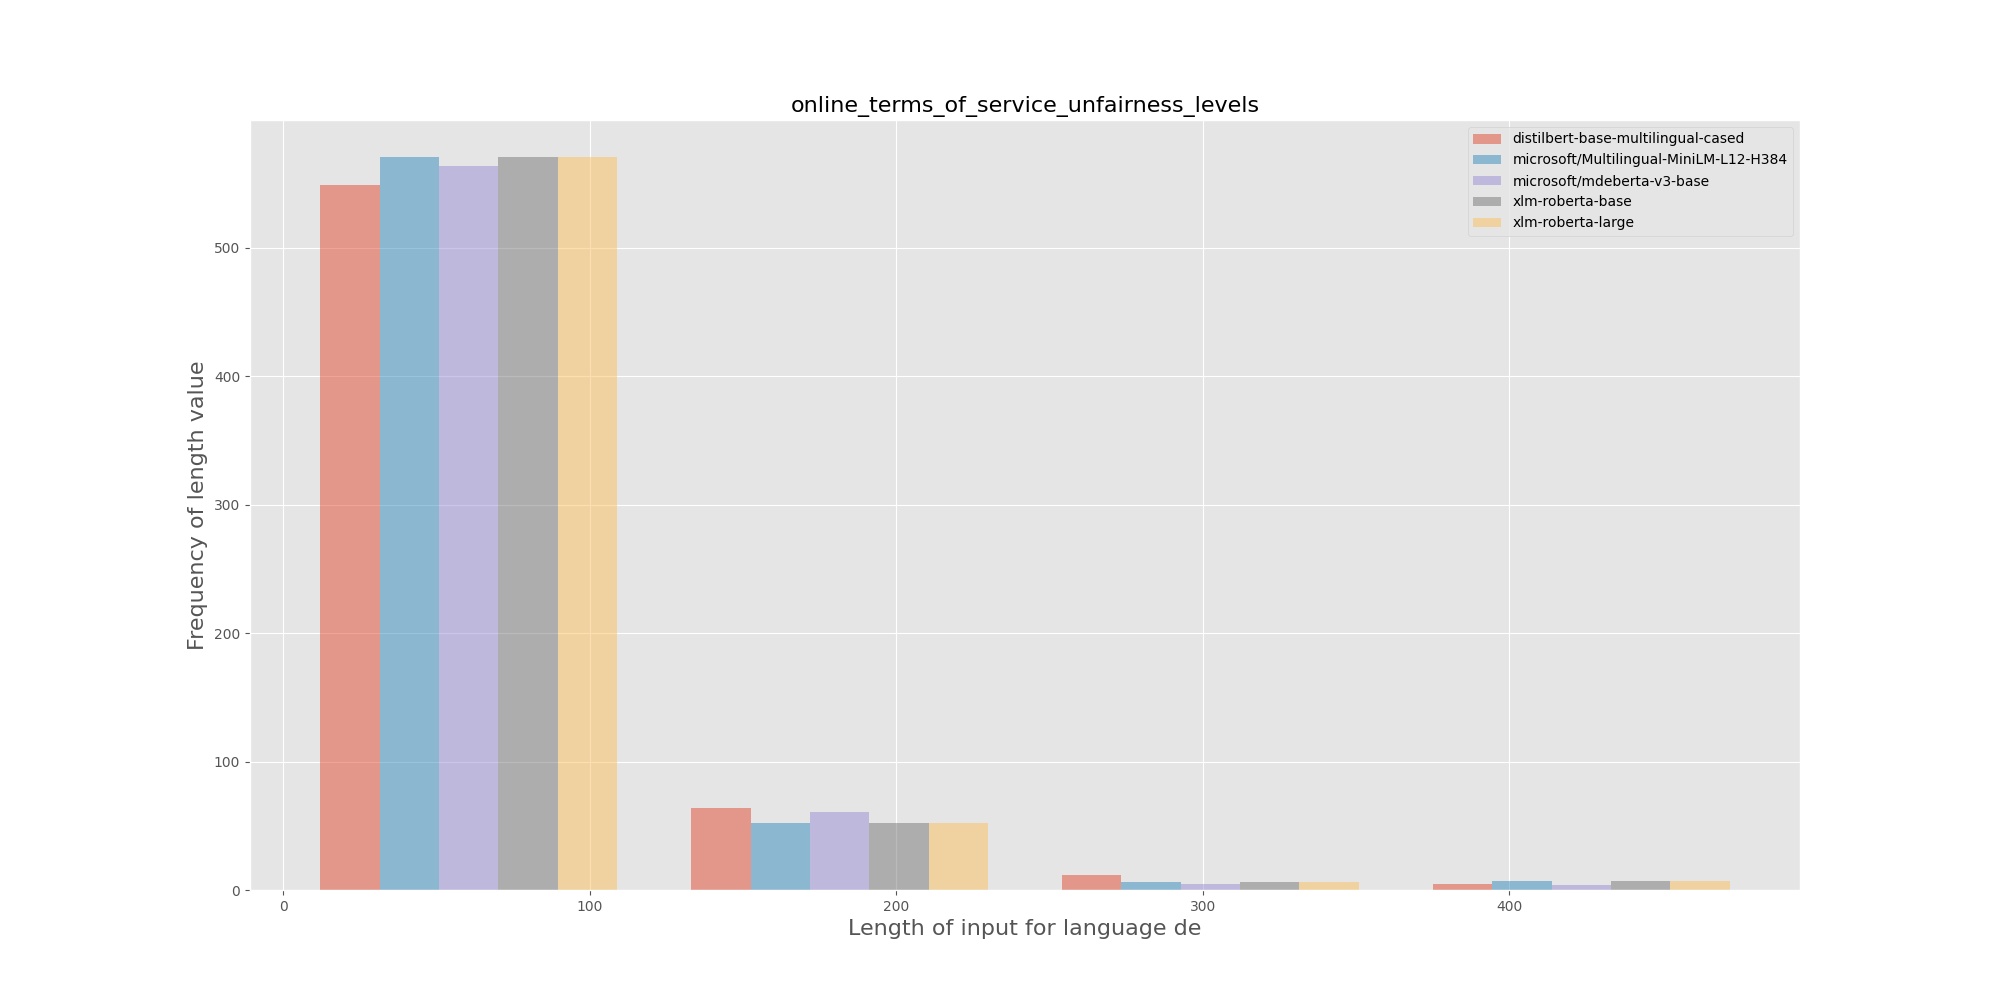 online_terms_of_service_unfairness_levels
distilbert-base-multilingual-cased
microsoft/Multilingual-MiniLM-L12-H384
microsoft/mdeberta-v3-base
xlm-roberta-base
xlm-roberta-large
Frequency of length value
500
400
300
200
100
0
0 100 200 300 400
Length of input for language de